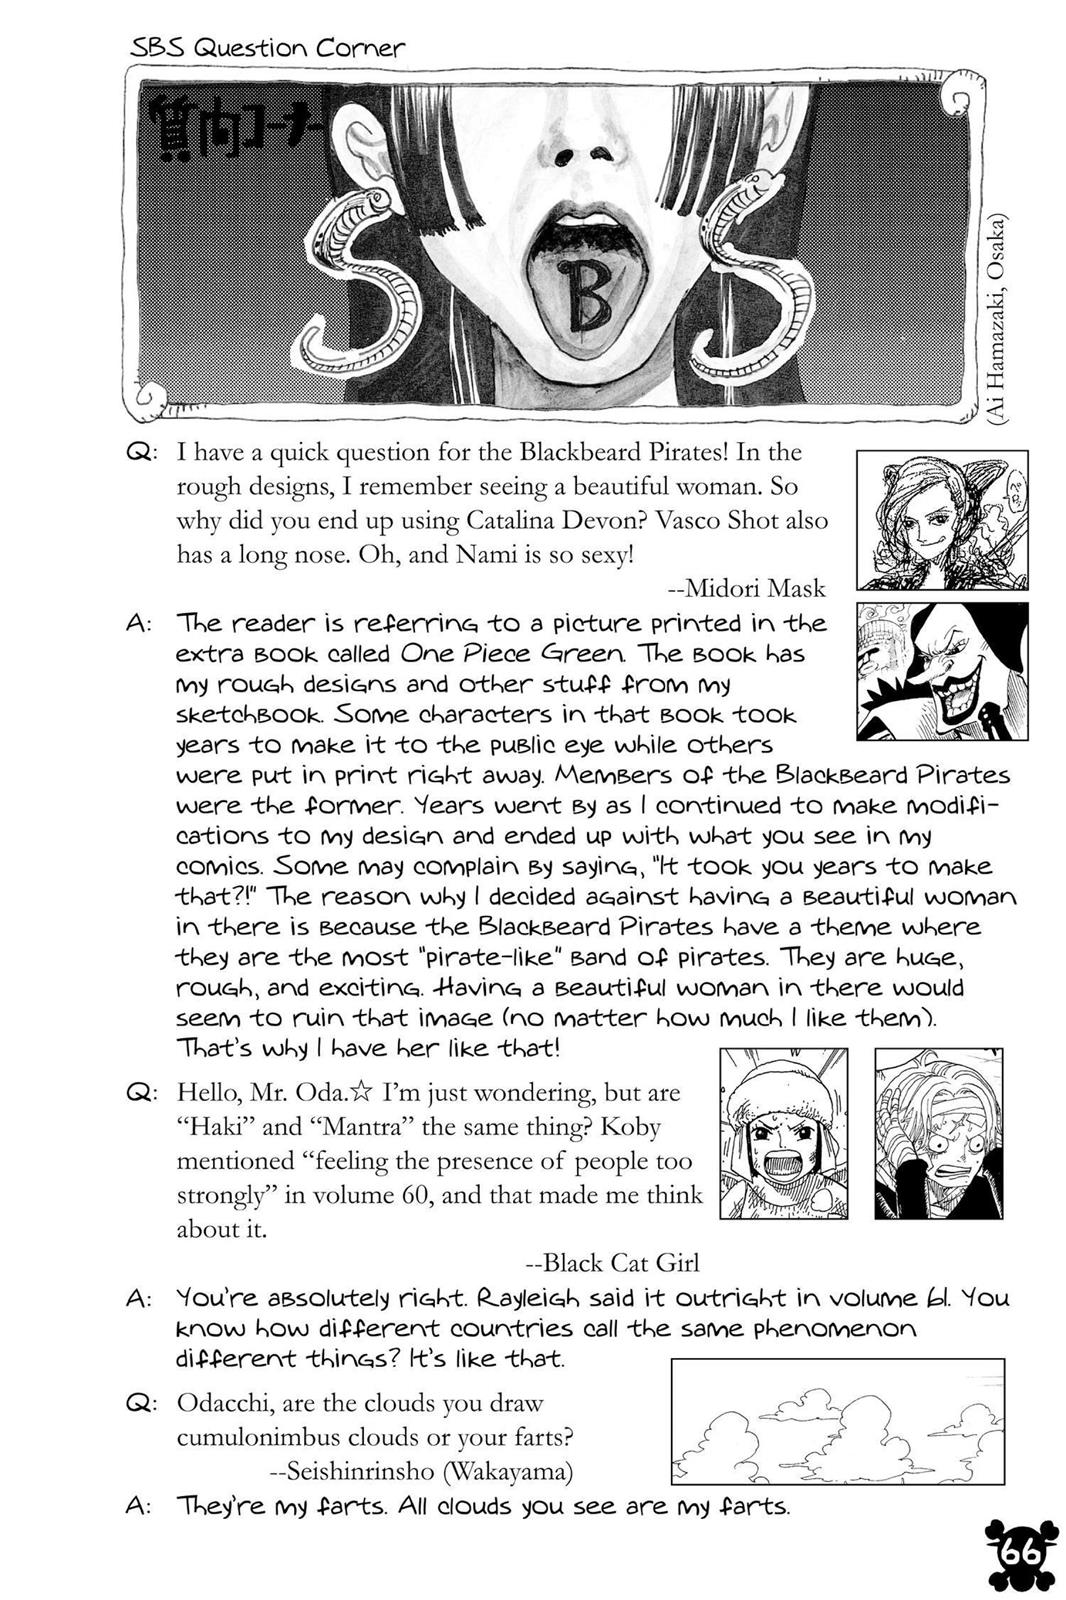 SBS Question Corner
質問コーナー
S B S
(Ai Hamazaki, Osaka)
Q: I have a quick question for the Blackbeard Pirates! In the
rough designs, I remember seeing a beautiful woman. So
why did you end up using Catalina Devon? Vasco Shot also
has a long nose. Oh, and Nami is so sexy!
--Midori Mask
A: The reader is referring to a picture printed in the
extra book called One Piece Green. The book has
my rough designs and other stuff from my
sketchbook. Some characters in that book took
years to make it to the public eye while others
were put in print right away. Members of the Blackbeard Pirates
were the former. Years went by as I continued to make modifi-
cations to my design and ended up with what you see in my
comics. Some may complain by saying, "It took you years to make
that?!" The reason why I decided against having a beautiful woman
in there is because the Blackbeard Pirates have a theme where
they are the most "pirate-like" band of pirates. They are huge,
rough, and exciting. Having a beautiful woman in there would
seem to ruin that image (no matter how much I like them).
That's why I have her like that!
Q: Hello, Mr. Oda.☆ I'm just wondering, but are
“Haki” and “Mantra” the same thing? Koby
mentioned “feeling the presence of people too
strongly” in volume 60, and that made me think
about it.
--Black Cat Girl
A: You're absolutely right. Rayleigh said it outright in volume 61. You
know how different countries call the same phenomenon
different things? It's like that.
Q: Odacchi, are the clouds you draw
cumulonimbus clouds or your farts?
--Seishinrinsho (Wakayama)
A: They're my farts. All clouds you see are my farts.
66